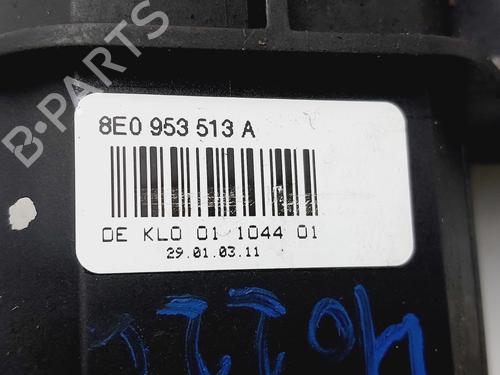 B-PARTS
8E0 953 513 A
DE KLO 01 1044 01
29.01.03.11